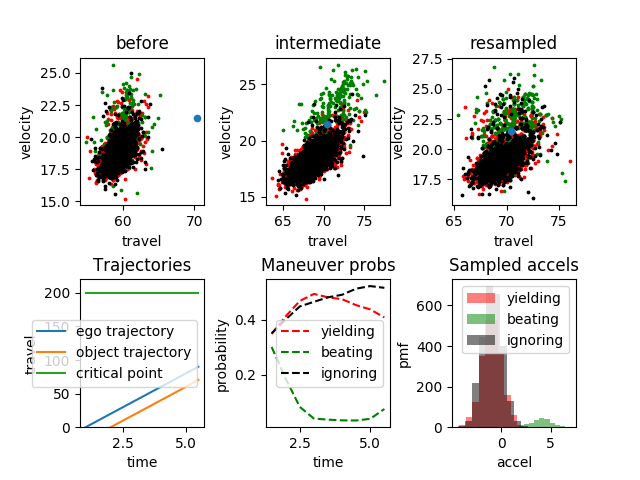 before
intermediate
resampled
velocity
25.0
22.5
20.0
17.5
15.0
60
70
travel
velocity
25
20
15
65
70
75
travel
velocity
27.5
25.0
22.5
20.0
17.5
65
70
75
travel
Trajectories
Maneuver probs
Sampled accels
travel
200
150
100
50
0
ego trajectory
object trajectory
critical point
2.5
5.0
time
probability
0.4
0.2
yielding
beating
ignoring
2.5
5.0
time
pmf
600
400
200
0
yielding
beating
ignoring
0
5
accel